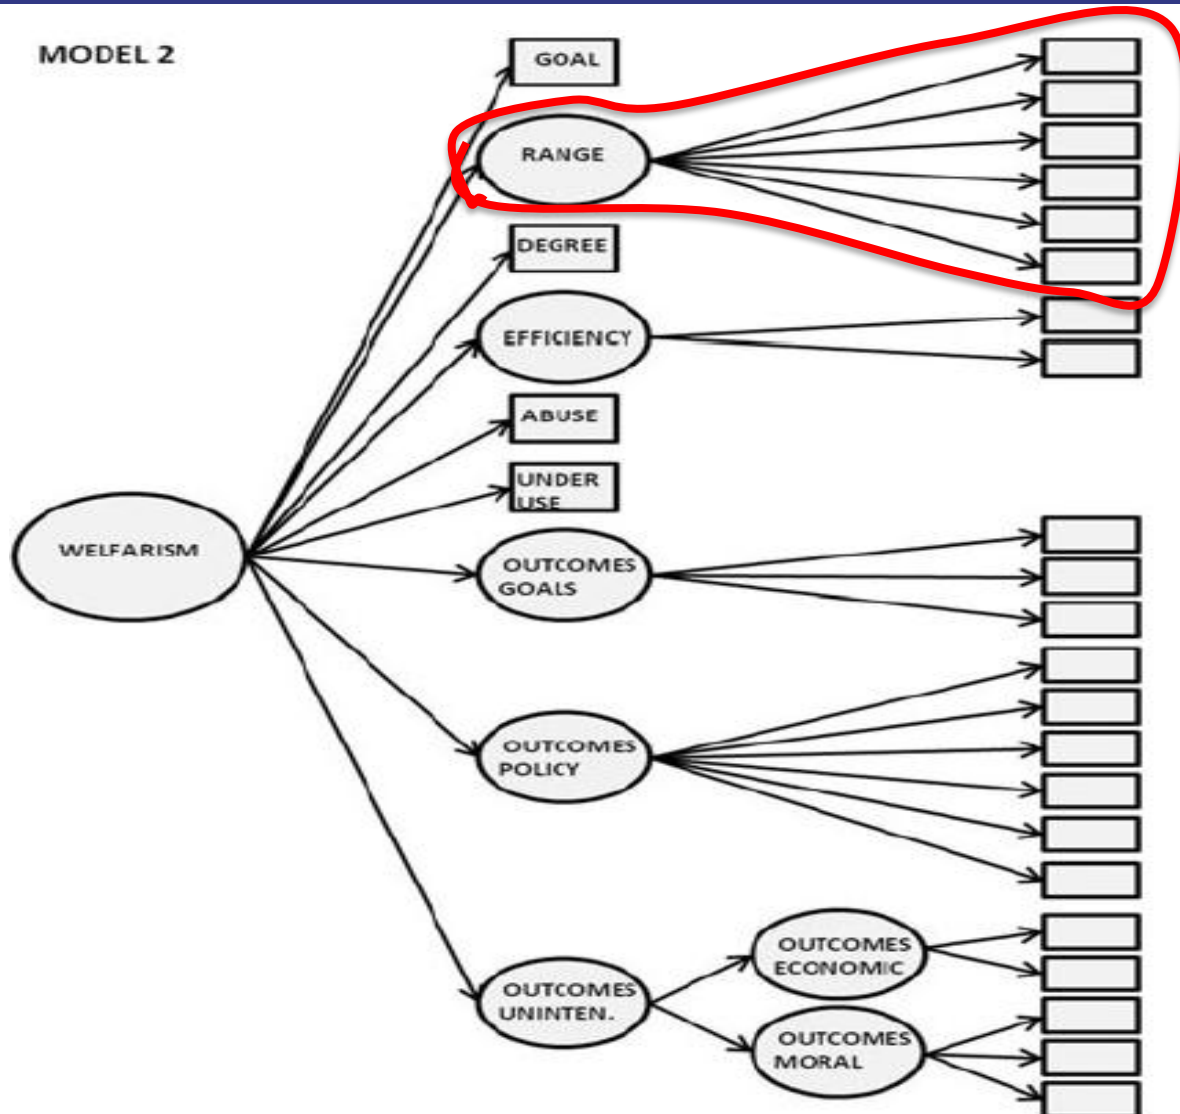 MODEL 2
GOAL
RANGE
DEGREE
EFFICIENCY
ABUSE
UNDER
USE
WELFARISM
OUTCOMES
GOALS
OUTCOMES
POLICY
OUTCOMES
ECONOMIC
OUTCOMES
UNINTEN.
OUTCOMES
MORAL